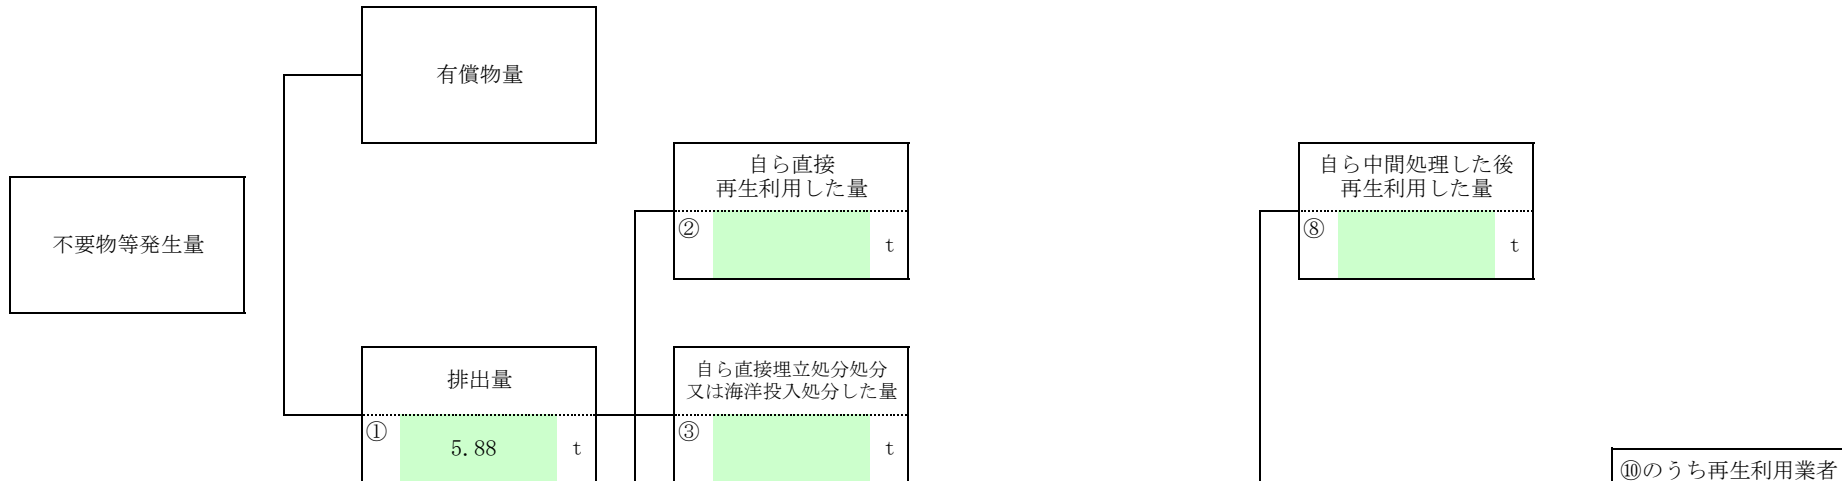 有償物量
自ら直接
再生利用した量
② t
自ら中間処理した後
再生利用した量
⑧ t
不要物等発生量
排出量
① 5.88 t
自ら直接埋立処分処分
又は海洋投入処分した量
③ t
⑩のうち再生利用業者